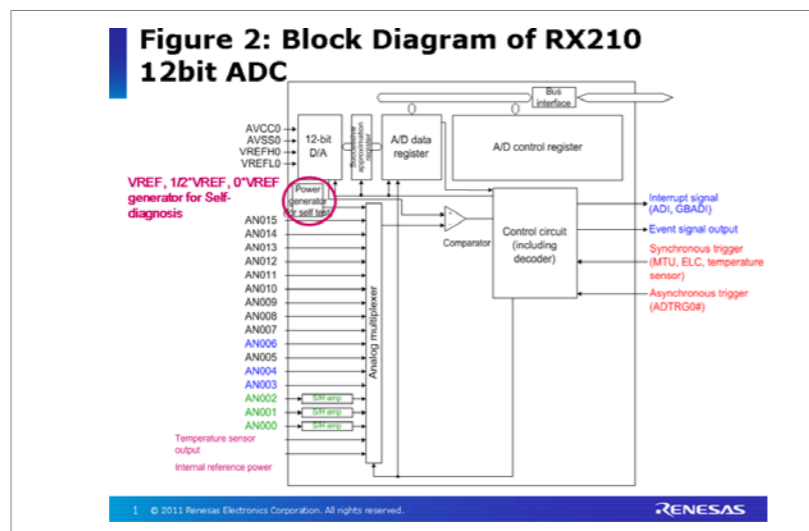 Figure 2: Block Diagram of RX210
12bit ADC
Bus
interface
AVCC0
AVSS0
VREFH0
VREFL0
12-bit
D/A
Successive
approximation
register
A/D data
register
A/D control register
VREF, 1/2*VREF, 0*VREF
generator for Self-
diagnosis
Power
generator
for self test
AN015
AN014
AN013
AN012
AN011
AN010
AN009
AN008
AN007
AN006
AN005
AN004
AN003
AN002
AN001
AN000
S/H amp
S/H amp
S/H amp
Temperature sensor
output
Internal reference power
Analog multiplexer
+
-
Comparator
Control circuit
(including
decoder)
Interrupt signal
(ADI, GBADI)
Event signal output
Synchronous trigger
(MTU, ELC, temperature
sensor)
Asynchronous trigger
(ADTRG0#)
1 © 2011 Renesas Electronics Corporation. All rights reserved.
RENESAS